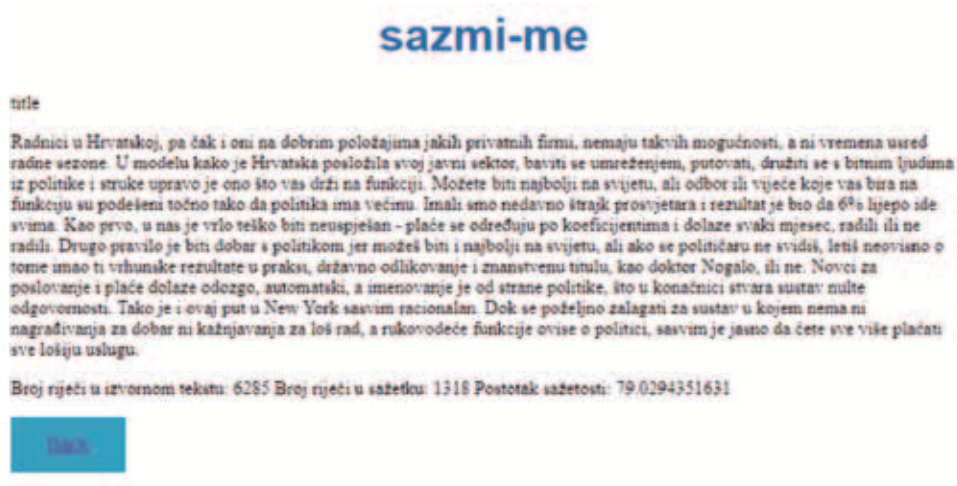 sazmi-me
title
Radnici u Hrvatskoj, pa čak i oni na dobrim položajima jakih privatnih firmi, nemaju takvih mogućnosti, a ni vremena usred
radne sezone. U modelu kako je Hrvatska posložila svoj javni sektor, baviti se umreženjem, putovati, družiti se s bitnim ljudima
iz politike i struke upravo je ono što vas drži na funkciji. Možete biti najbolji na svijetu, ali odbor ili vijeće koje vas bira na
funkciju su podešeni točno tako da politika ima većinu. Imali smo nedavno štrajk prosvjetara i rezultat je bio da 6% lijepo ide
svima. Kao prvo, u nas je vrlo teško biti neuspješan - plaće se određuju po koeficijentima i dolaze svaki mjesec, radili ili ne
radili. Drugo pravilo je biti dobar s politikom jer možeš biti i najbolji na svijetu, ali ako se političaru ne svidiš, letiš neovisno o
tome imao ti vrhunske rezultate u praksi, državno odlikovanje i znanstvenu titulu, kao doktor Nogalo, ili ne. Novci za
poslovanje i plaće dolaze odozgo, automatski, a imenovanje je od strane politike, što u konačnici stvara sustav nulte
odgovornosti. Tako je i ovaj put u New York sasvim racionalan. Dok se poželjno zalagati za sustav u kojem nema ni
nagrađivanja za dobar ni kažnjavanja za loš rad, a rukovodeće funkcije ovise o politici, sasvim je jasno da ćete sve više plaćati
sve lošiju uslugu.
Broj riječi u izvornom tekstu: 6285 Broj riječi u sažetku: 1318 Postotak sažetosti: 79.0294351631